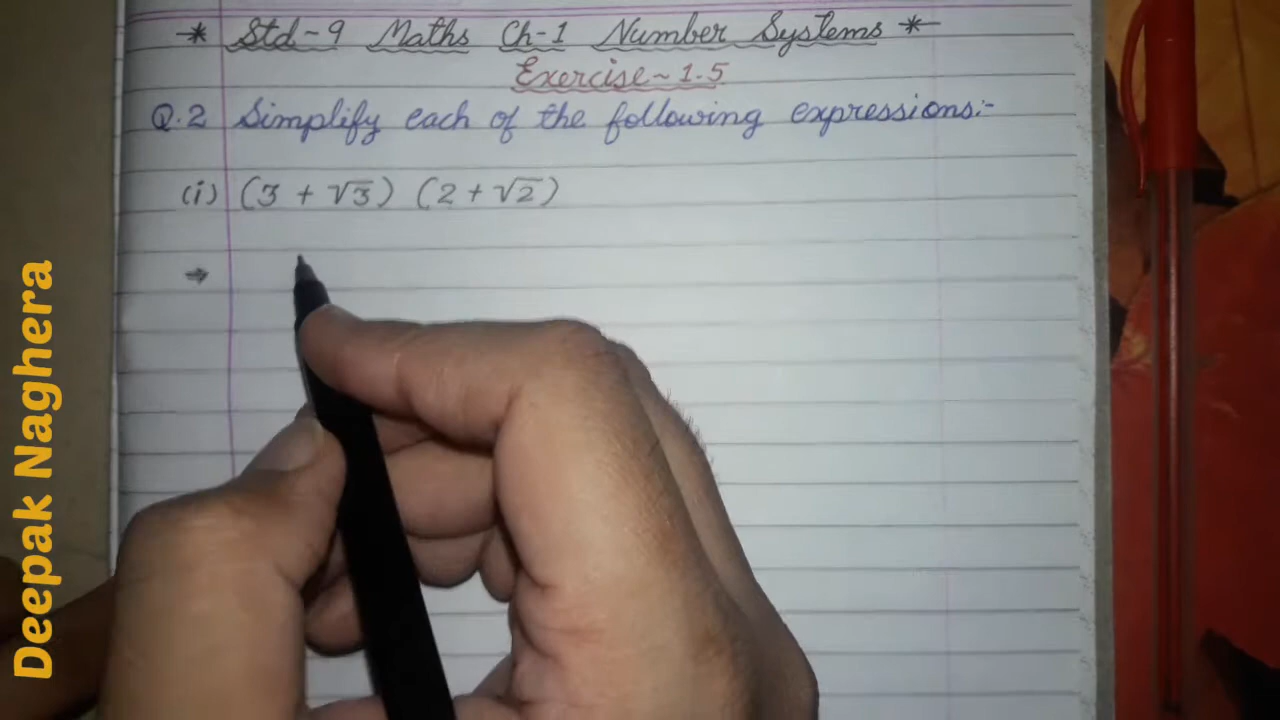 * Std-9 Maths Ch-1 Number Systems *
Exercise~1.5
Q.2 Simplify each of the following expressions:-
(i) (3 + √3) (2 + √2)
⇒
Deepak Naghera